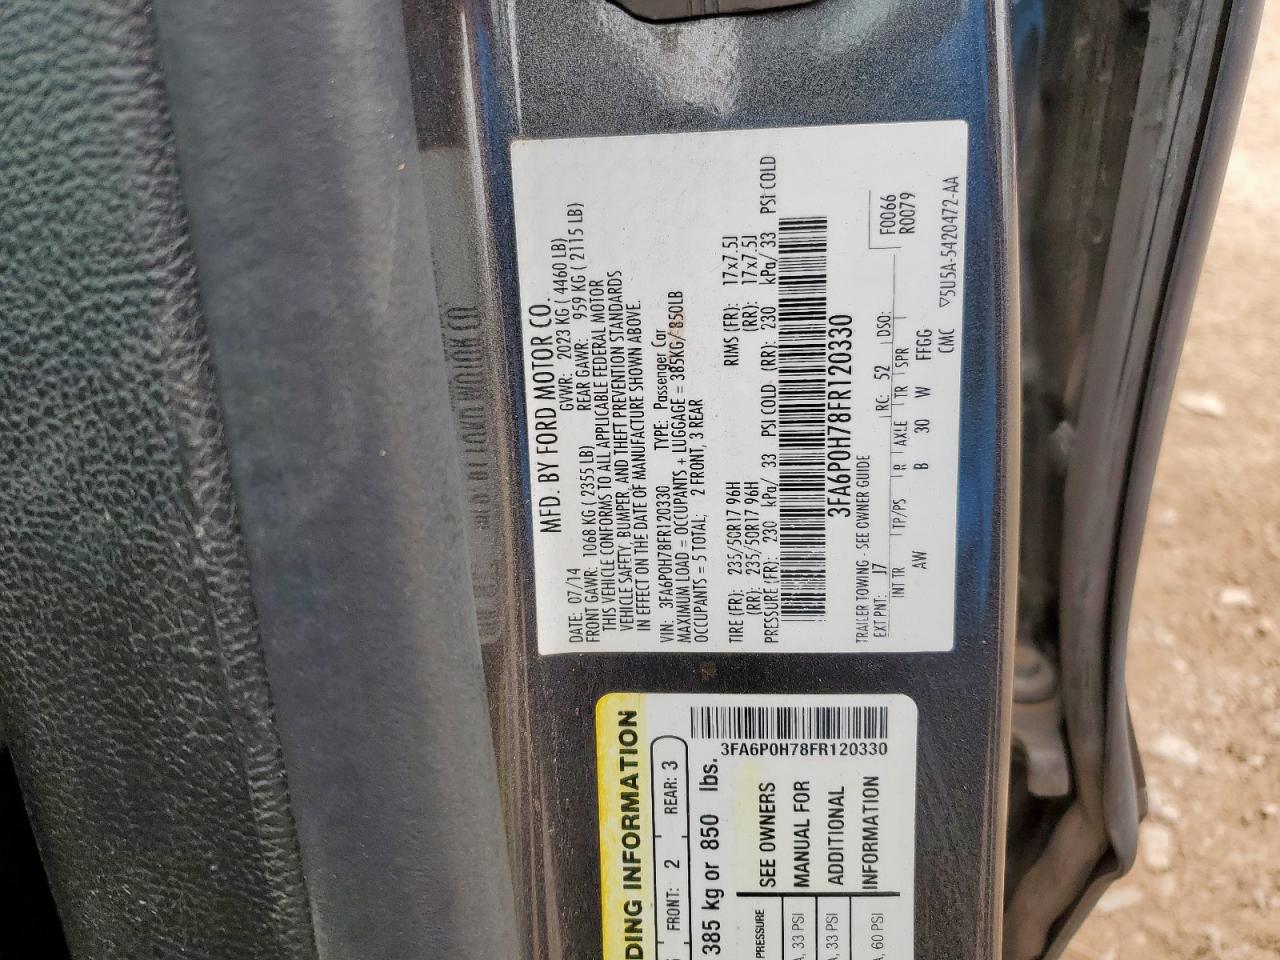 MFD. BY FORD MOTOR CO.
DATE: 07/14 GVWR: 2023 KG ( 4460 LB)
FRONT GAWR: 1068 KG ( 2355 LB) REAR GAWR: 959 KG ( 2115 LB)
THIS VEHICLE CONFORMS TO ALL APPLICABLE FEDERAL MOTOR
VEHICLE SAFETY, BUMPER, AND THEFT PREVENTION STANDARDS
IN EFFECT ON THE DATE OF MANUFACTURE SHOWN ABOVE.
VIN: 3FA6P0H78FR120330 TYPE: Passenger Car
MAXIMUM LOAD = OCCUPANTS + LUGGAGE = 385KG/850LB
OCCUPANTS = 5 TOTAL; 2 FRONT, 3 REAR
TIRE (FR): 235/50R17 96H RIMS (FR): 17x7.5J
(RR): 235/50R17 96H (RR): 17x7.5J
PRESSURE (FR): 230 kPa/ 33 PSI COLD (RR): 230 kPa/ 33 PSI COLD
3FA6P0H78FR120330
TRAILER TOWING - SEE OWNER GUIDE F0066
EXT PNT: J7 RC: 52 DSO: R0079
INT TR TP/PS R AXLE TR SPR
AW B 30 W FFGG
CMC ▽5U5A-5420472-AA
DING INFORMATION
FRONT: 2 REAR: 3
385 kg or 850 lbs.
3FA6P0H78FR120330
PRESSURE SEE OWNERS
, 33 PSI MANUAL FOR
, 33 PSI ADDITIONAL
, 60 PSI INFORMATION